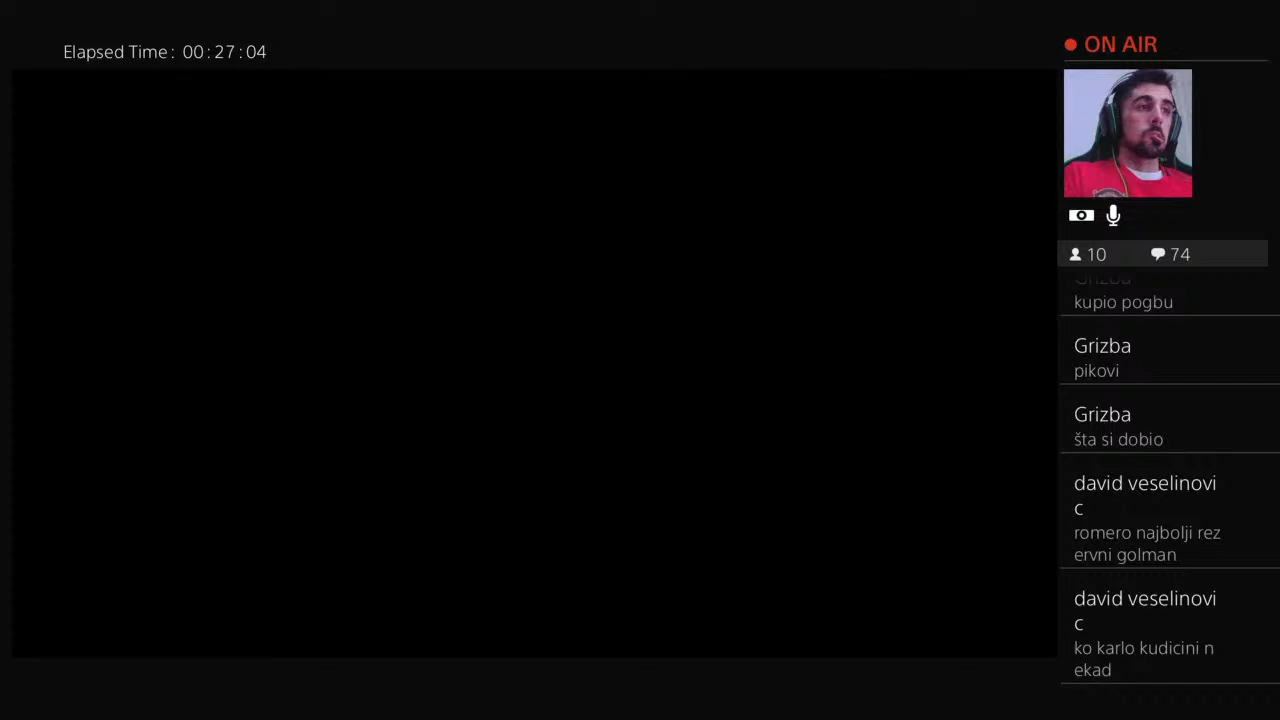 Elapsed Time: 00:27:04
ON AIR
10 74
Grizba
kupio pogbu
Grizba
pikovi
Grizba
šta si dobio
david veselinovi
c
romero najbolji rez
ervni golman
david veselinovi
c
ko karlo kudicini n
ekad